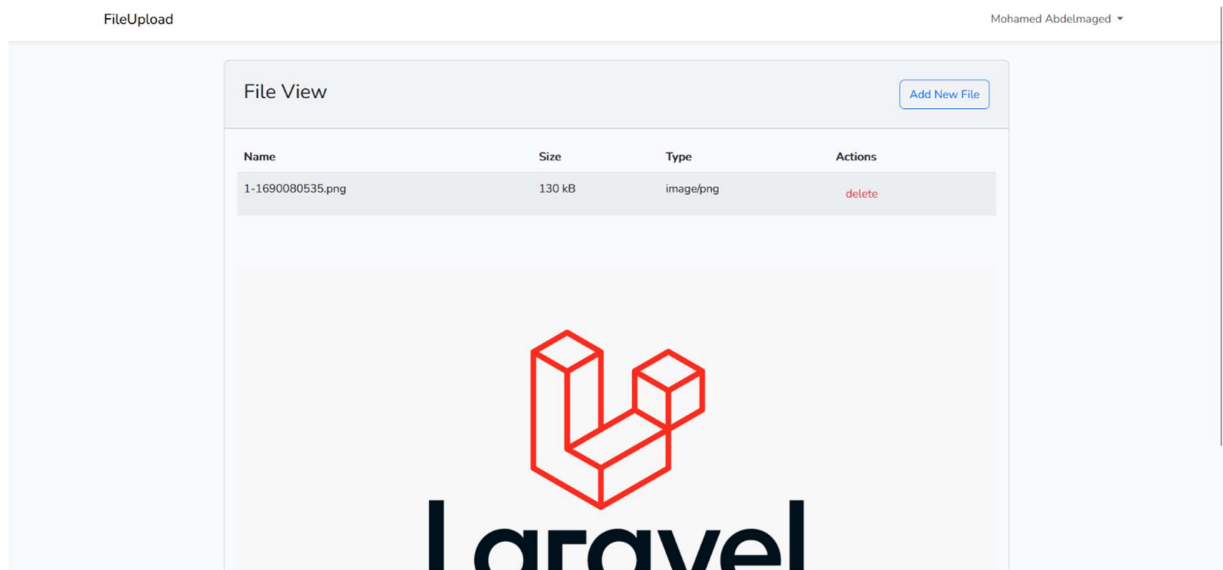 FileUpload Mohamed Abdelmaged
File View Add New File
Name Size Type Actions
1-1690080535.png 130 kB image/png delete
Laravel